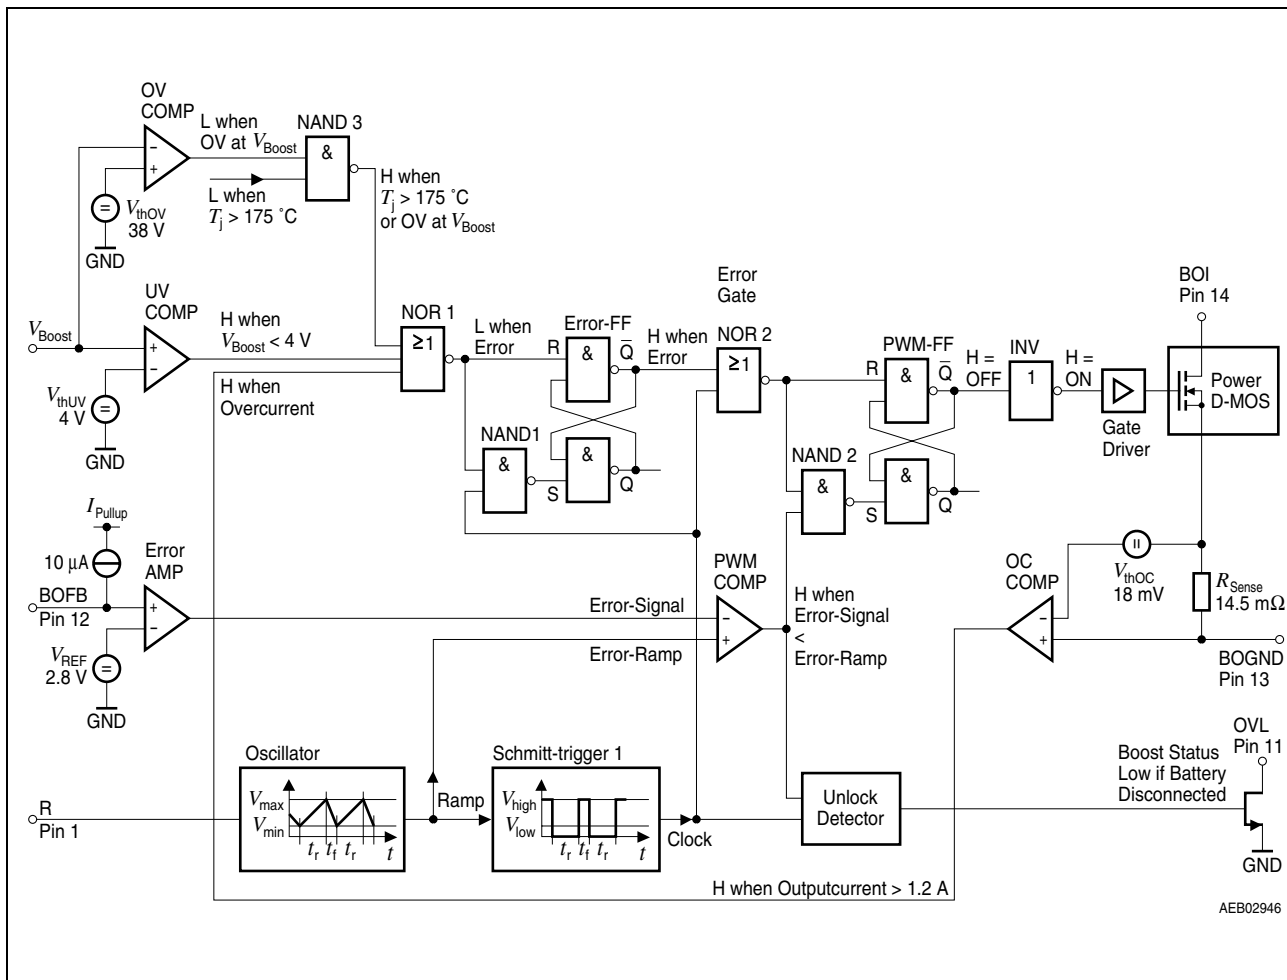 OV
COMP
L when
OV at VBoost
NAND 3
&
−
+
L when
Tj > 175 ˚C
H when
Tj > 175 ˚C
or OV at VBoost
=
VthOV
38 V
GND
UV
COMP
VBoost
+
−
H when
VBoost < 4 V
H when
Overcurrent
=
VthUV
4 V
GND
NOR 1
≥1
L when
Error
Error-FF
R
&
Q
H when
Error
NAND1
&
S
&
Q
Error
Gate
NOR 2
≥1
PWM-FF
R
&
Q
H =
OFF
INV
1
H =
ON
Gate
Driver
BOI
Pin 14
Power
D-MOS
NAND 2
&
S
&
Q
IPullup
10 µA
BOFB
Pin 12
Error
AMP
+
−
=
VREF
2.8 V
GND
Error-Signal
Error-Ramp
PWM
COMP
−
+
H when
Error-Signal
<
Error-Ramp
OC
COMP
−
+
=
VthOC
18 mV
RSense
14.5 mΩ
BOGND
Pin 13
R
Pin 1
Oscillator
Vmax
Vmin
tr tf tr t
Ramp
Schmitt-trigger 1
Vhigh
Vlow
tr tf tr t
Clock
Unlock
Detector
Boost Status
Low if Battery
Disconnected
OVL
Pin 11
GND
H when Outputcurrent > 1.2 A
AEB02946